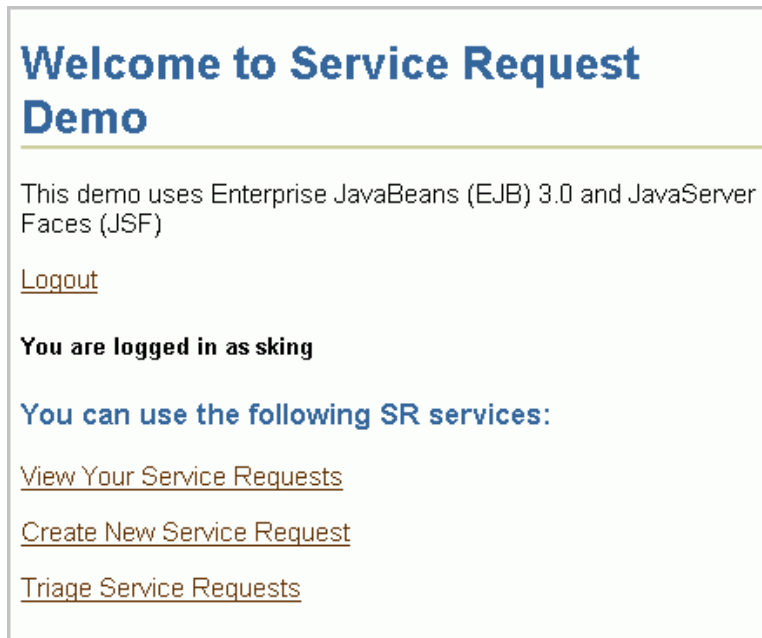 Welcome to Service Request
Demo
This demo uses Enterprise JavaBeans (EJB) 3.0 and JavaServer
Faces (JSF)
Logout
You are logged in as sking
You can use the following SR services:
View Your Service Requests
Create New Service Request
Triage Service Requests